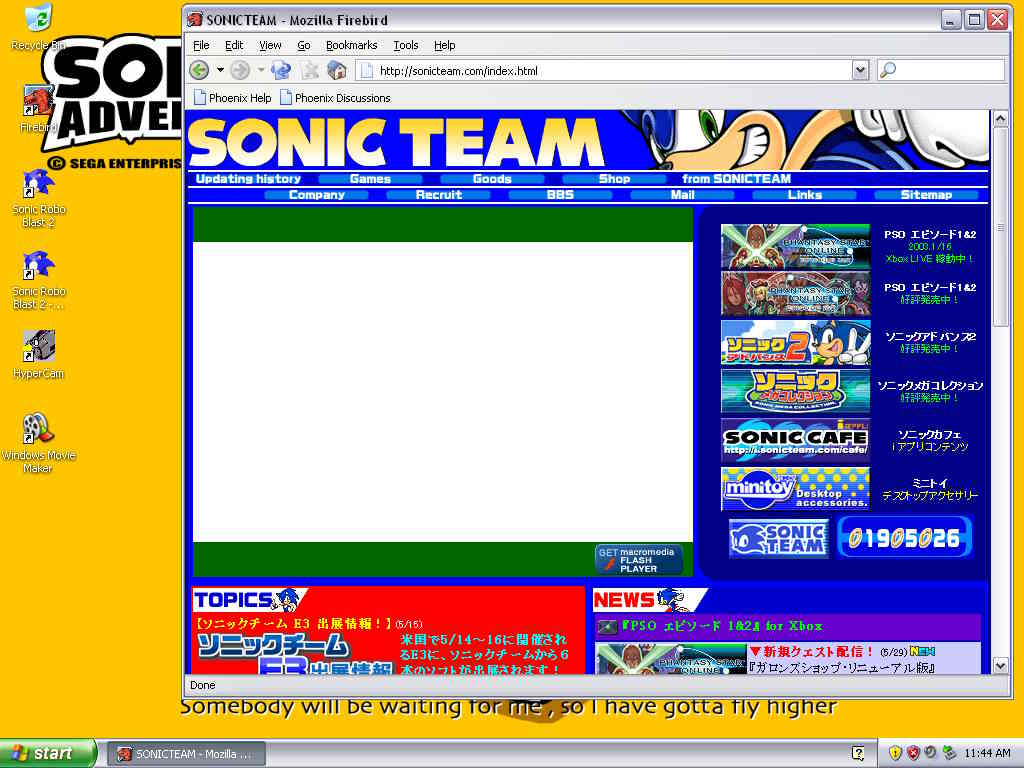 Recycle Bin
SO
ADVE
© SEGA ENTERPRIS
Firebird
Sonic Robo
Blast 2
Sonic Robo
Blast 2 - ...
HyperCam
Windows Movie
Maker
SONICTEAM - Mozilla Firebird
File Edit View Go Bookmarks Tools Help
http://sonicteam.com/index.html
Phoenix Help Phoenix Discussions
SONIC TEAM
Updating history Games Goods Shop from SONICTEAM
Company Recruit BBS Mail Links Sitemap
GET macromedia
FLASH
PLAYER
PHANTASY STAR
ONLINE
PSO エピソード1&2
2003.1/16
Xbox LIVE 稼動中！
PHANTASY STAR
ONLINE
PSO エピソード1&2
好評発売中！
ソニック
アドバンス2
ソニックアドバンス2
好評発売中！
ソニック
メガコレクション
SONIC MEGA COLLECTION
ソニックメガコレクション
好評発売中！
SONIC CAFE
http://i.sonicteam.com/cafe/
ソニックカフェ
iアプリコンテンツ
minitoy Desktop
accessories.
ミニトイ
デスクトップアクセサリー
SONIC
TEAM
01905026
TOPICS
【ソニックチーム E3 出展情報！】(5/15)
ソニックチーム
E3出展情報
米国で5/14～16に開催され
るE3に、ソニックチームから6
本のソフトが出展されます！
NEWS
『PSO エピソード 1&2』 for Xbox
PHANTASY STAR
▼新規クエスト配信！ (5/29) NEW
『ガロンズショップ・リニューアル版』
Done
Somebody will be waiting for me , so I have gotta fly higher
start SONICTEAM - Mozilla ... 11:44 AM